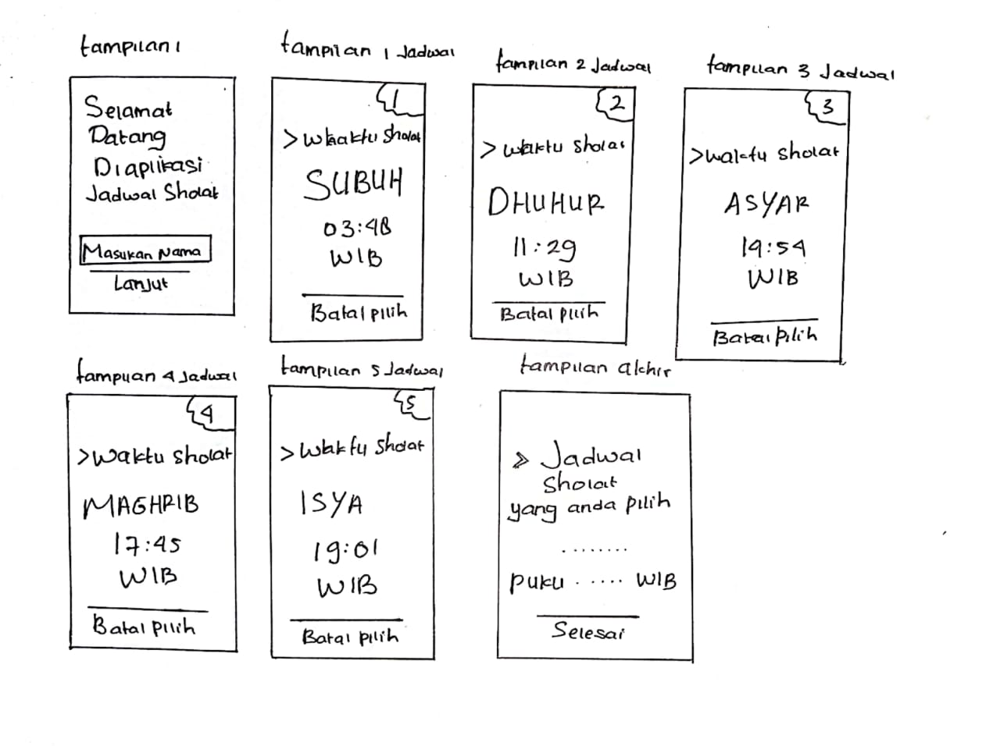 tampilan 1
Selamat
Datang
Diaplikasi
Jadwal Sholat
Masukan Nama
Lanjut
tampilan 1 Jadwal
1
>Waktu Sholat
SUBUH
03:48
WIB
Batal pilih
tampilan 2 Jadwal
2
> waktu sholat
DHUHUR
11:29
WIB
Batal pilih
tampilan 3 Jadwal
3
>waktu sholat
ASYAR
14:54
WIB
Batal pilih
tampilan 4 Jadwal
4
>Waktu sholat
MAGHRIB
17:45
WIB
Batal pilih
tampilan 5 Jadwal
5
>Waktu Sholat
ISYA
19:01
WIB
Batal pilih
tampilan akhir
» Jadwal
Sholat
yang anda pilih
........
puku ...... WIB
Selesai